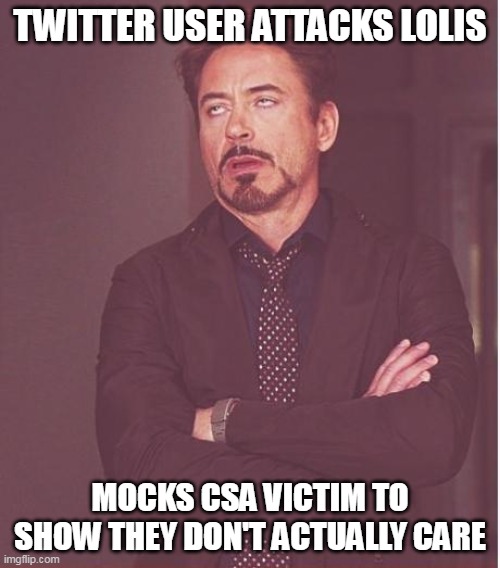 TWITTER USER ATTACKS LOLIS
MOCKS CSA VICTIM TO
SHOW THEY DON'T ACTUALLY CARE
imgflip.com